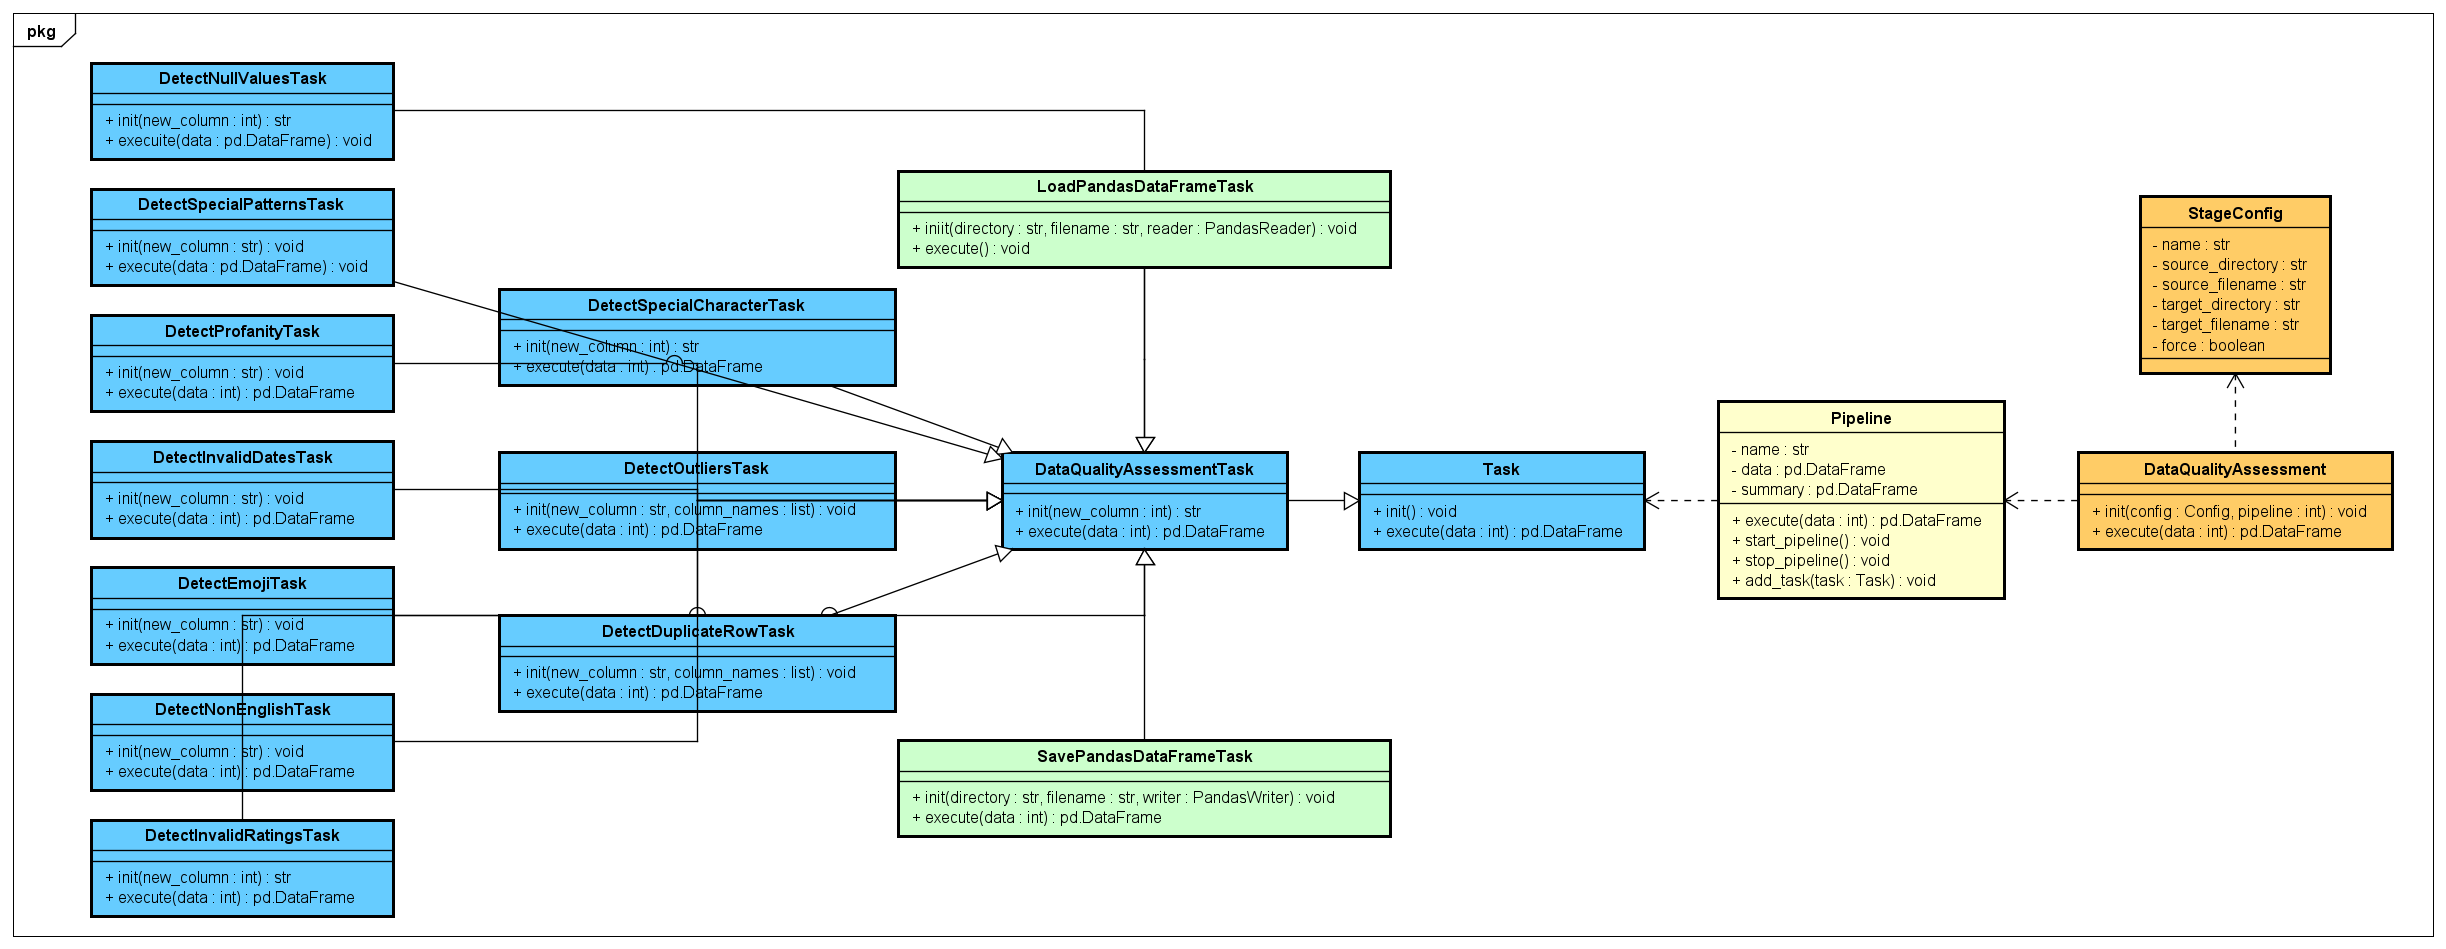 pkg
DetectNullValuesTask
+ init(new_column : int) : str
+ execuite(data : pd.DataFrame) : void
DetectSpecialPatternsTask
+ init(new_column : str) : void
+ execute(data : pd.DataFrame) : void
DetectProfanityTask
+ init(new_column : str) : void
+ execute(data : int) : pd.DataFrame
DetectInvalidDatesTask
+ init(new_column : str) : void
+ execute(data : int) : pd.DataFrame
DetectEmojiTask
+ init(new_column : str) : void
+ execute(data : int) : pd.DataFrame
DetectNonEnglishTask
+ init(new_column : str) : void
+ execute(data : int) : pd.DataFrame
DetectInvalidRatingsTask
+ init(new_column : int) : str
+ execute(data : int) : pd.DataFrame
DetectSpecialCharacterTask
+ init(new_column : int) : str
+ execute(data : int) : pd.DataFrame
DetectOutliersTask
+ init(new_column : str, column_names : list) : void
+ execute(data : int) : pd.DataFrame
DetectDuplicateRowTask
+ init(new_column : str, column_names : list) : void
+ execute(data : int) : pd.DataFrame
LoadPandasDataFrameTask
+ iniit(directory : str, filename : str, reader : PandasReader) : void
+ execute() : void
DataQualityAssessmentTask
+ init(new_column : int) : str
+ execute(data : int) : pd.DataFrame
SavePandasDataFrameTask
+ init(directory : str, filename : str, writer : PandasWriter) : void
+ execute(data : int) : pd.DataFrame
Task
+ init() : void
+ execute(data : int) : pd.DataFrame
Pipeline
- name : str
- data : pd.DataFrame
- summary : pd.DataFrame
+ execute(data : int) : pd.DataFrame
+ start_pipeline() : void
+ stop_pipeline() : void
+ add_task(task : Task) : void
StageConfig
- name : str
- source_directory : str
- source_filename : str
- target_directory : str
- target_filename : str
- force : boolean
DataQualityAssessment
+ init(config : Config, pipeline : int) : void
+ execute(data : int) : pd.DataFrame